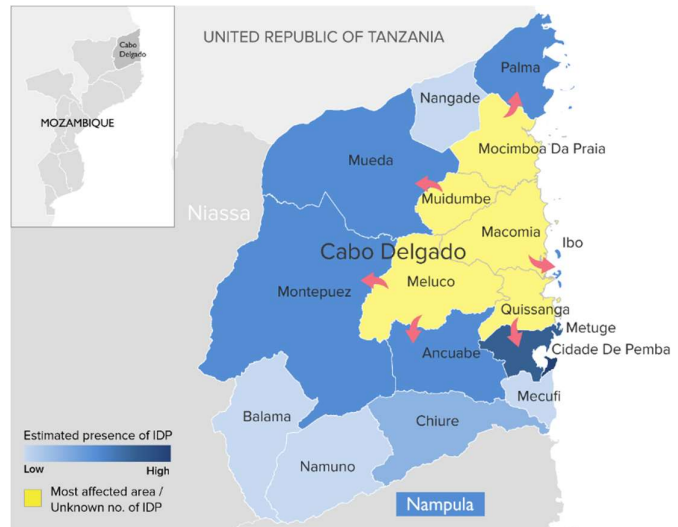 Cabo
Delgado
MOZAMBIQUE
UNITED REPUBLIC OF TANZANIA
Palma
Nangade
Mocimboa Da Praia
Mueda
Muidumbe
Niassa
Macomia
Ibo
Cabo Delgado
Meluco
Montepuez
Quissanga
Metuge
Cidade De Pemba
Ancuabe
Mecufi
Balama
Chiure
Namuno
Nampula
Estimated presence of IDP
Low High
Most affected area /
Unknown no. of IDP